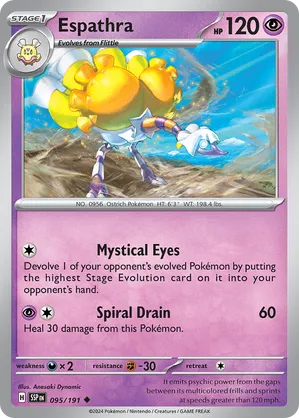 STAGE 1
Espathra
HP 120
Evolves from Flittle
NO. 0956 Ostrich Pokémon HT: 6'3" WT: 198.4 lbs.
Mystical Eyes
Devolve 1 of your opponent's evolved Pokémon by putting
the highest Stage Evolution card on it into your
opponent's hand.
Spiral Drain 60
Heal 30 damage from this Pokémon.
weakness ×2 resistance -30 retreat
Illus. Anesaki Dynamic
H SSP EN 095/191
It emits psychic power from the gaps
between its multicolored frills and sprints
at speeds greater than 120 mph.
©2024 Pokémon / Nintendo / Creatures / GAME FREAK